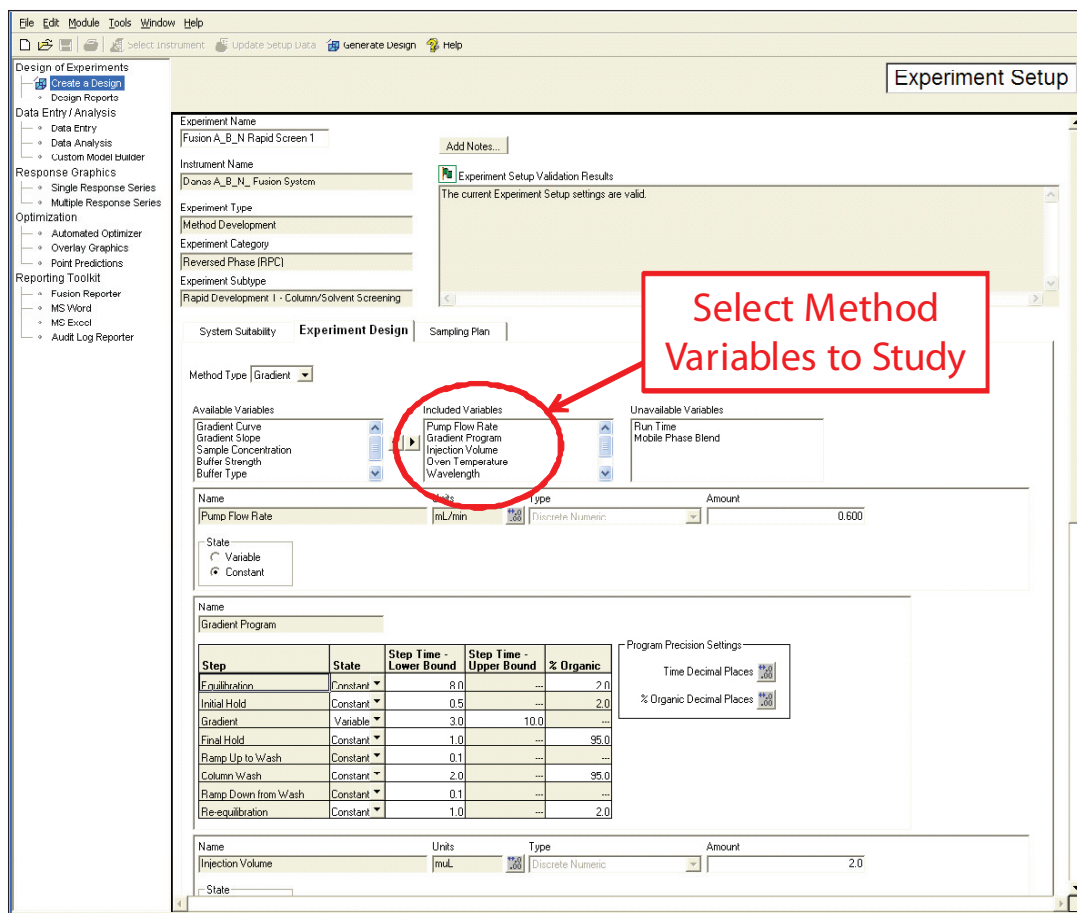 File Edit Module Tools Window Help
Select Instrument Update Setup Data Generate Design Help
Design of Experiments
Create a Design
Design Reports
Data Entry / Analysis
Data Entry
Data Analysis
Custom Model Builder
Response Graphics
Single Response Series
Multiple Response Series
Optimization
Automated Optimizer
Overlay Graphics
Point Predictions
Reporting Toolkit
Fusion Reporter
MS Word
MS Excel
Audit Log Reporter
Experiment Setup
Experiment Name
Fusion A_B_N Rapid Screen 1
Add Notes...
Instrument Name
Danas A_B_N_ Fusion System
Experiment Setup Validation Results
The current Experiment Setup settings are valid.
Experiment Type
Method Development
Experiment Category
Reversed Phase (RPC)
Experiment Subtype
Rapid Development 1 - Column/Solvent Screening
Select Method
Variables to Study
System Suitability Experiment Design Sampling Plan
Method Type Gradient
Available Variables
Gradient Curve
Gradient Slope
Sample Concentration
Buffer Strength
Buffer Type
Included Variables
Pump Flow Rate
Gradient Program
Injection Volume
Oven Temperature
Wavelength
Unavailable Variables
Run Time
Mobile Phase Blend
Name Units Type Amount
Pump Flow Rate mL/min Discrete Numeric 0.600
State
Variable
Constant
Name
Gradient Program
Step State Step Time - Lower Bound Step Time - Upper Bound % Organic
Equilibration Constant 8.0 --- 2.0
Initial Hold Constant 0.5 --- 2.0
Gradient Variable 3.0 10.0 ---
Final Hold Constant 1.0 --- 95.0
Ramp Up to Wash Constant 0.1 --- ---
Column Wash Constant 2.0 --- 95.0
Ramp Down from Wash Constant 0.1 --- ---
Re-equilibration Constant 1.0 --- 2.0
Program Precision Settings
Time Decimal Places
% Organic Decimal Places
Name Units Type Amount
Injection Volume muL Discrete Numeric 2.0
State